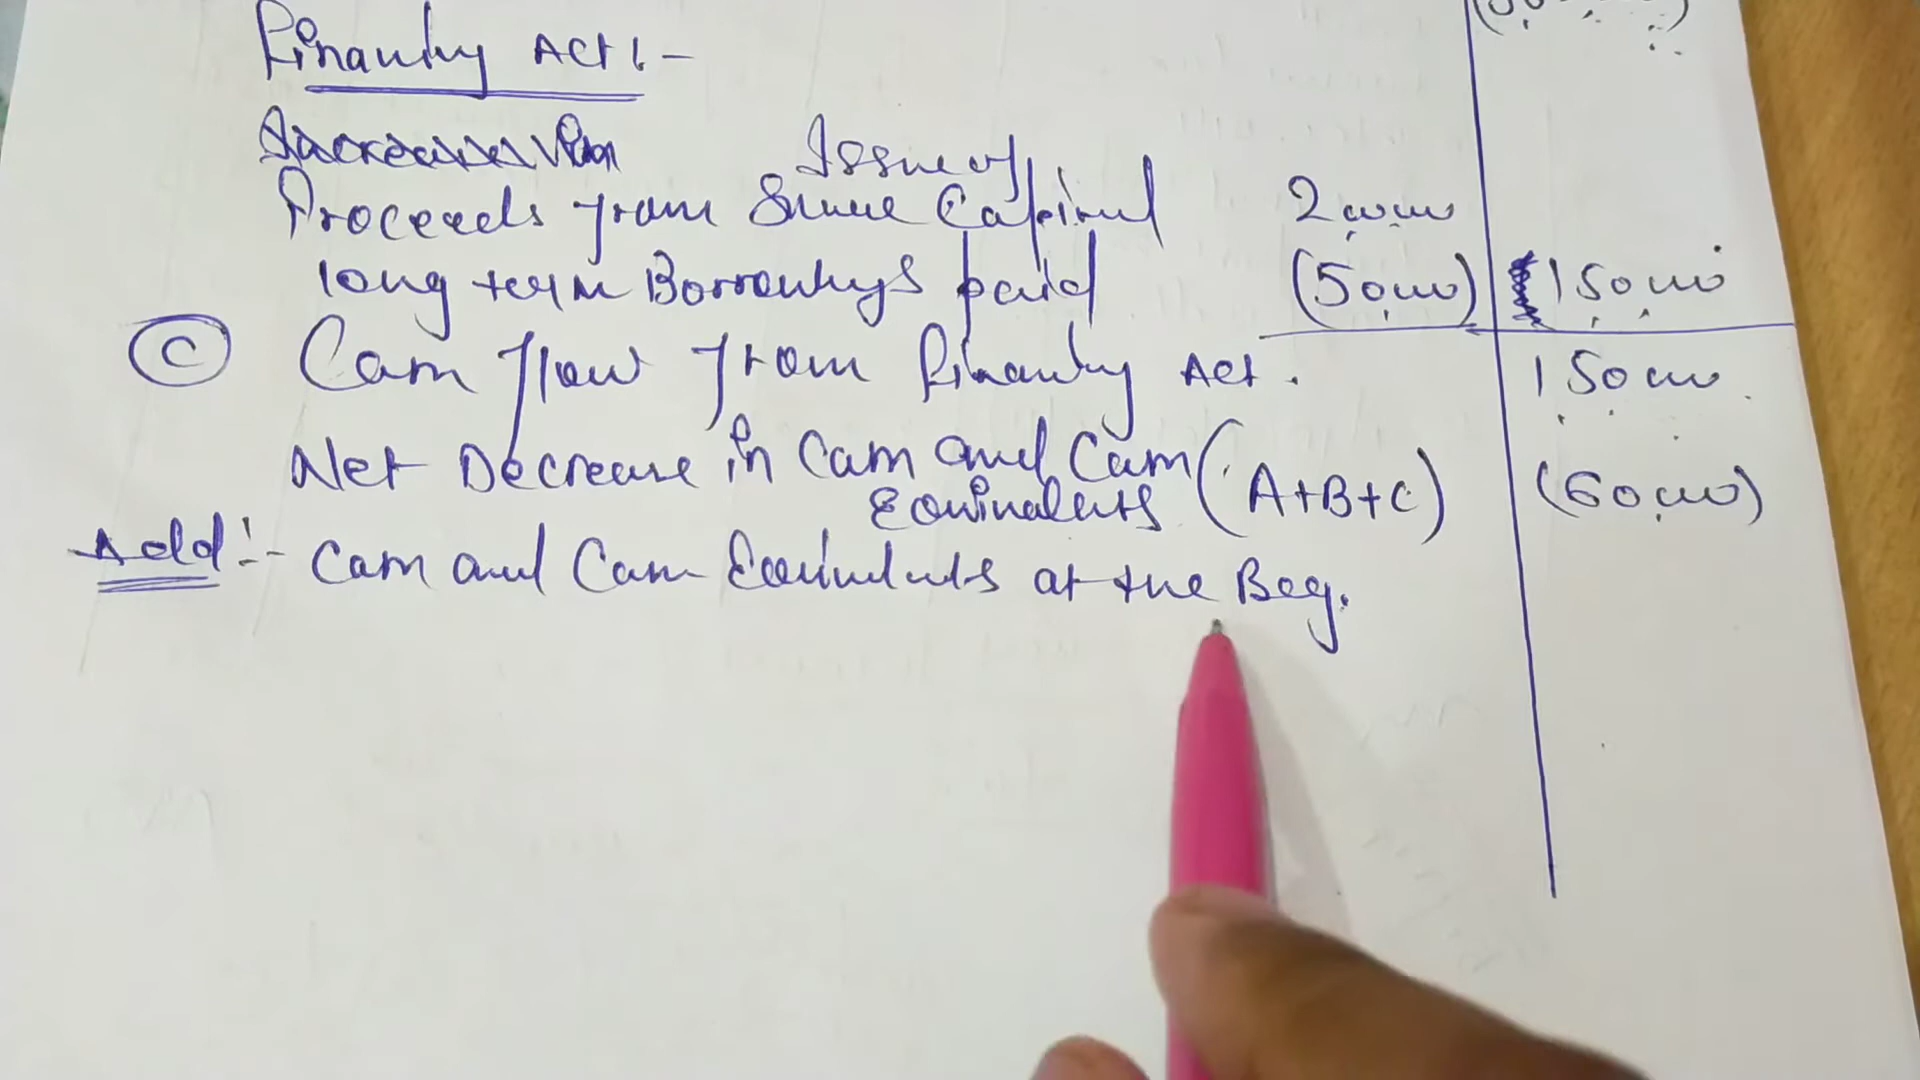 Financing Act:-
Issue of
Proceeds from Share Capital 2,00,000
long term Borrowings paid (50,000) 1,50,000
(C) Cash flow from Financing Act. 1,50,000
Net Decrease in Cash and Cash Equivalents (A+B+C) (60,000)
Add:- Cash and Cash Equivalents at the Beg.